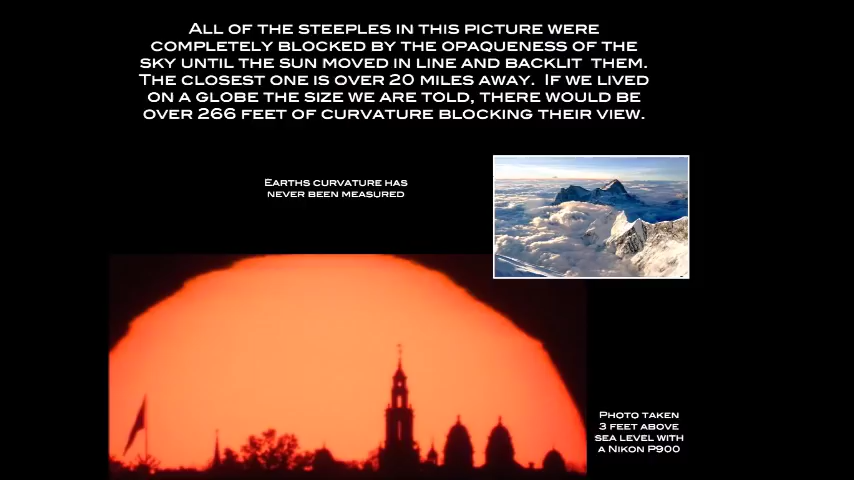 All of the steeples in this picture were
completely blocked by the opaqueness of the
sky until the sun moved in line and backlit them.
The closest one is over 20 miles away. If we lived
on a globe the size we are told, there would be
over 266 feet of curvature blocking their view.
Earths curvature has
never been measured
Photo taken
3 feet above
sea level with
a Nikon P900